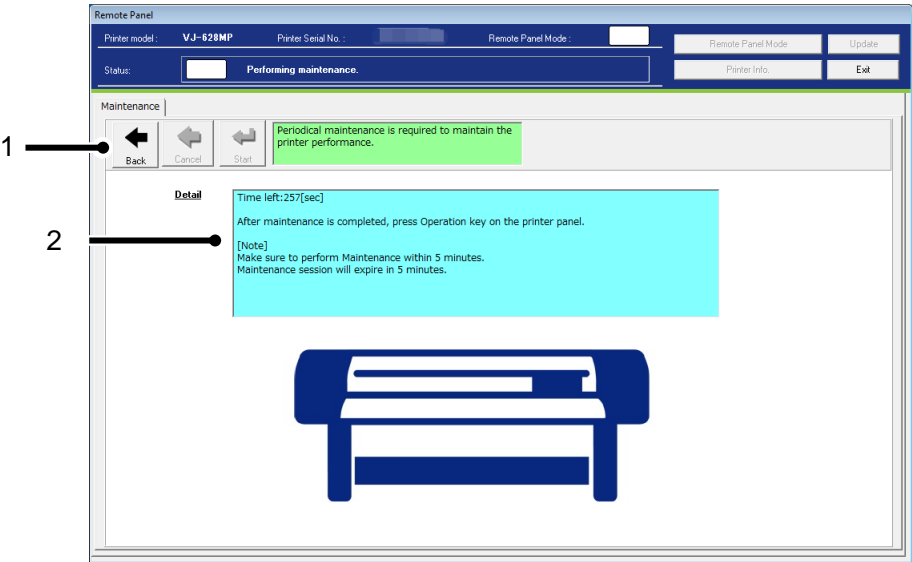 Remote Panel
Printer model : VJ-628MP Printer Serial No. : Remote Panel Mode :
Remote Panel Mode Update
Status: Performing maintenance.
Printer Info. Exit
Maintenance
1
Back Cancel Start
Periodical maintenance is required to maintain the
printer performance.
Detail
2
Time left:257[sec]
After maintenance is completed, press Operation key on the printer panel.
[Note]
Make sure to perform Maintenance within 5 minutes.
Maintenance session will expire in 5 minutes.